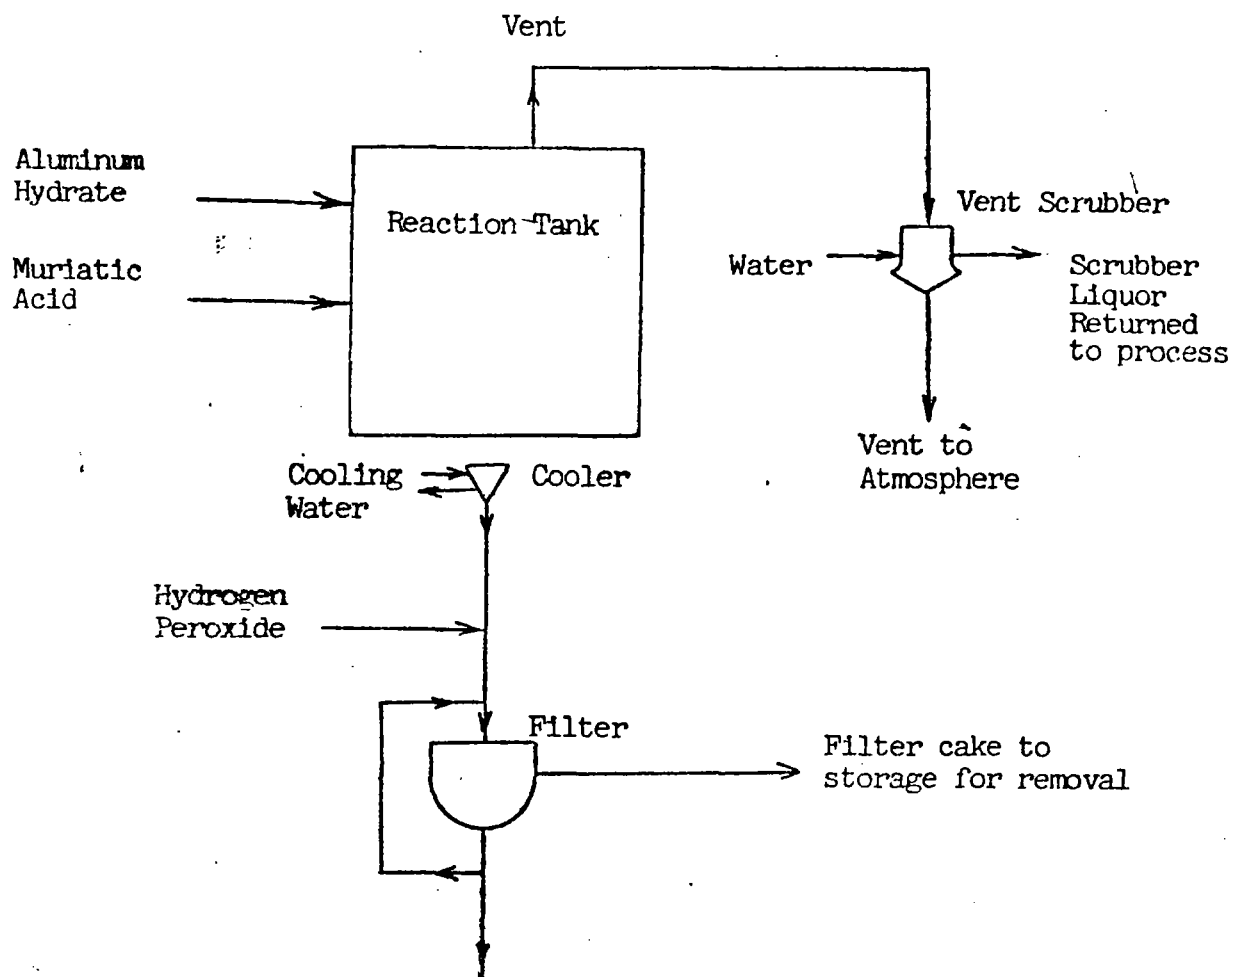 Vent
Aluminum
Hydrate
Reaction Tank
Muriatic
Acid
Vent Scrubber
Water
Scrubber
Liquor
Returned
to process
Vent to
Atmosphere
Cooling
Water
Cooler
Hydrogen
Peroxide
Filter
Filter cake to
storage for removal